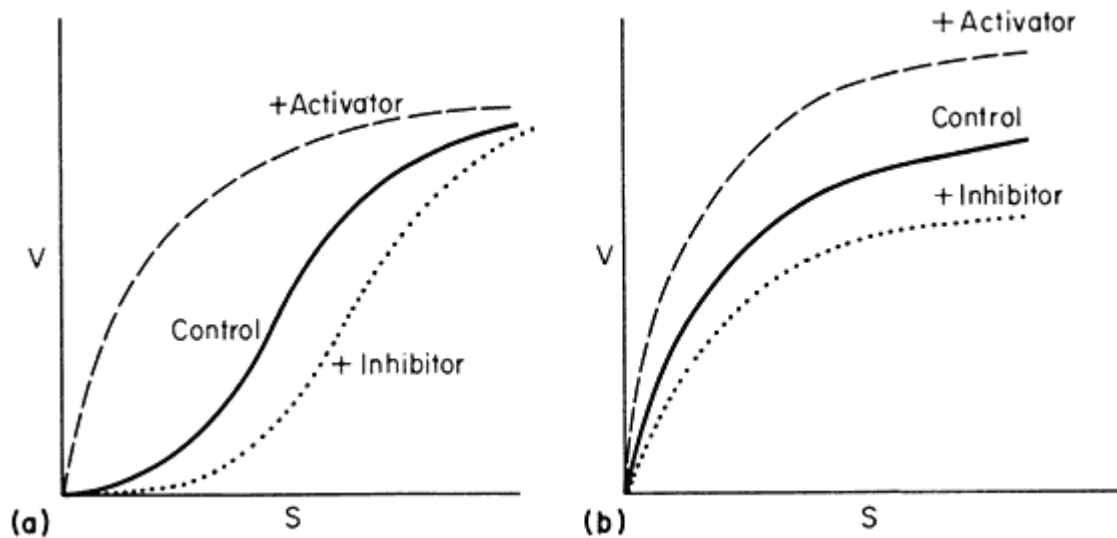 +Activator
Control
+ Inhibitor
V
S
(a)
+ Activator
Control
+ Inhibitor
V
S
(b)